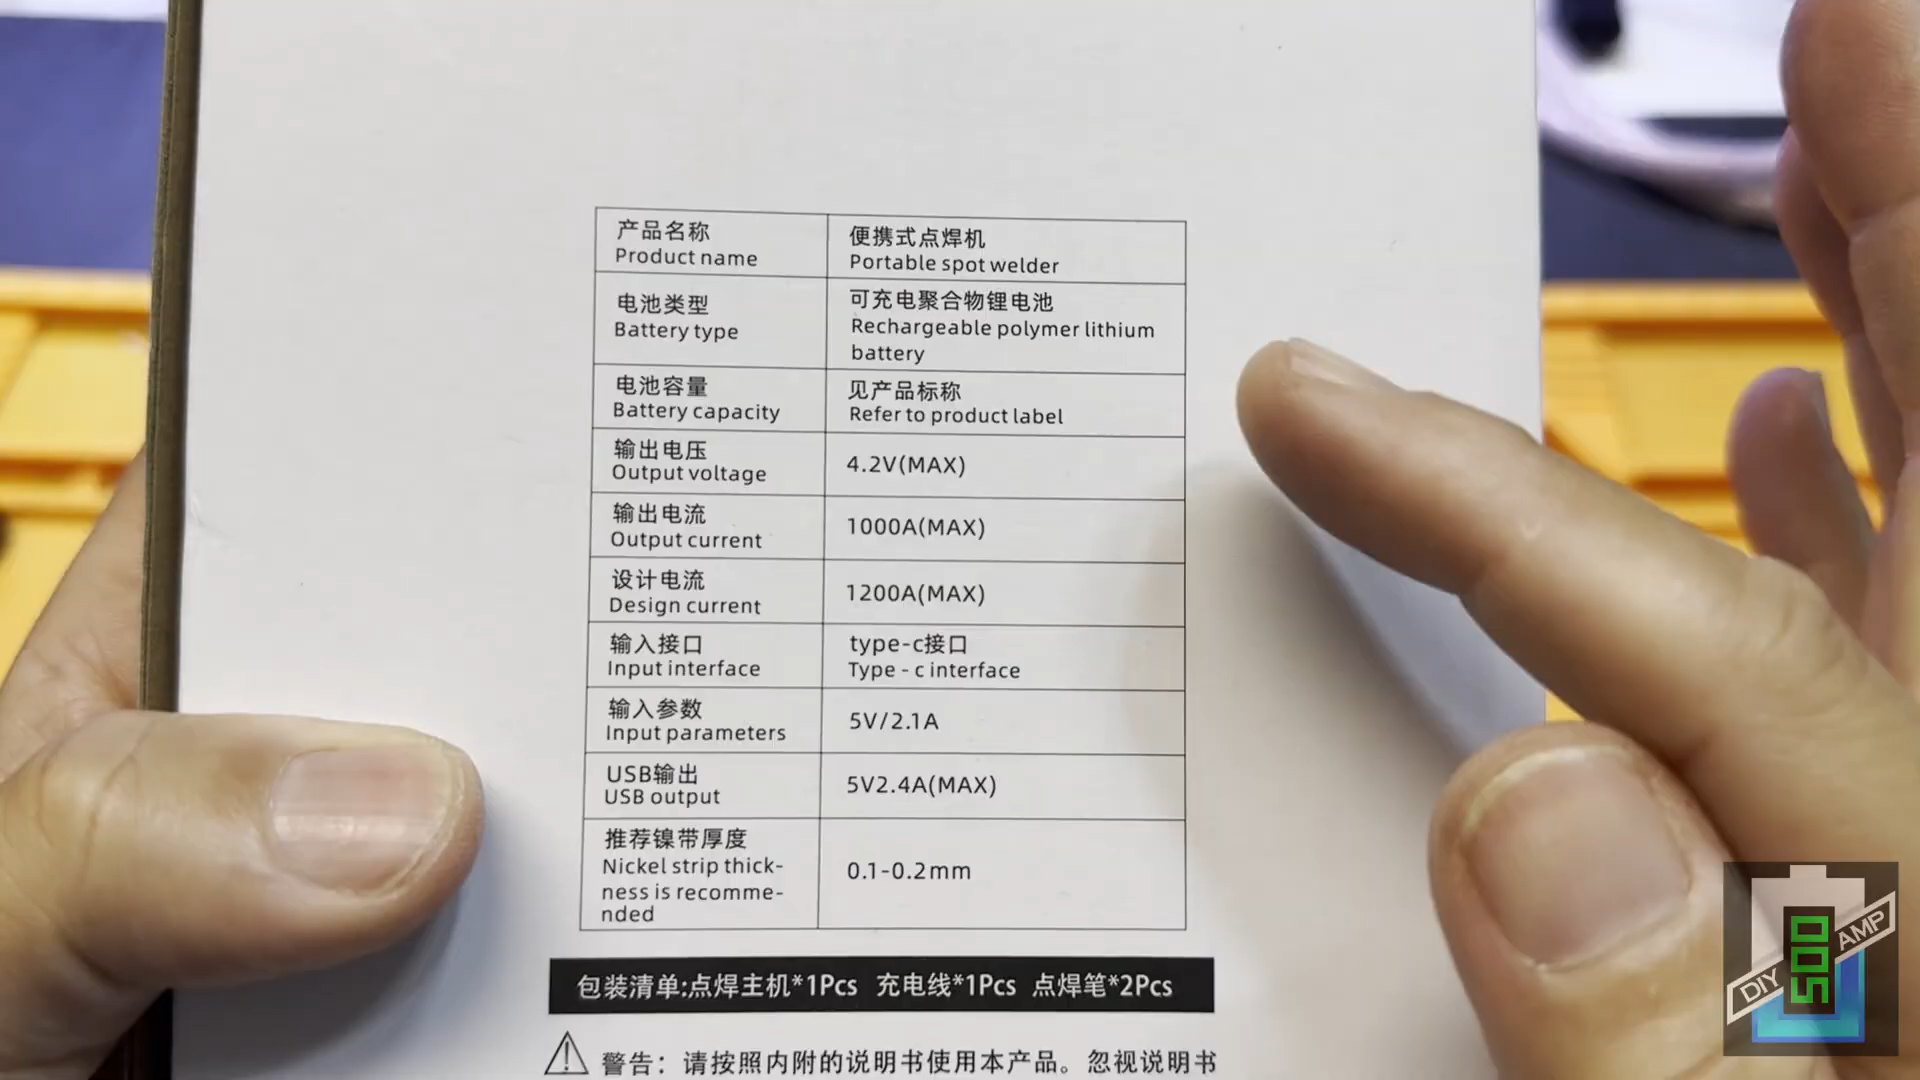 产品名称
Product name
便携式点焊机
Portable spot welder
电池类型
Battery type
可充电聚合物锂电池
Rechargeable polymer lithium
battery
电池容量
Battery capacity
见产品标称
Refer to product label
输出电压
Output voltage
4.2V(MAX)
输出电流
Output current
1000A(MAX)
设计电流
Design current
1200A(MAX)
输入接口
Input interface
type-c接口
Type - c interface
输入参数
Input parameters
5V/2.1A
USB输出
USB output
5V2.4A(MAX)
推荐镍带厚度
Nickel strip thick-
ness is recomme-
nded
0.1-0.2mm
包装清单:点焊主机*1Pcs 充电线*1Pcs 点焊笔*2Pcs
警告：请按照内附的说明书使用本产品。忽视说明书
DIY 500 AMP